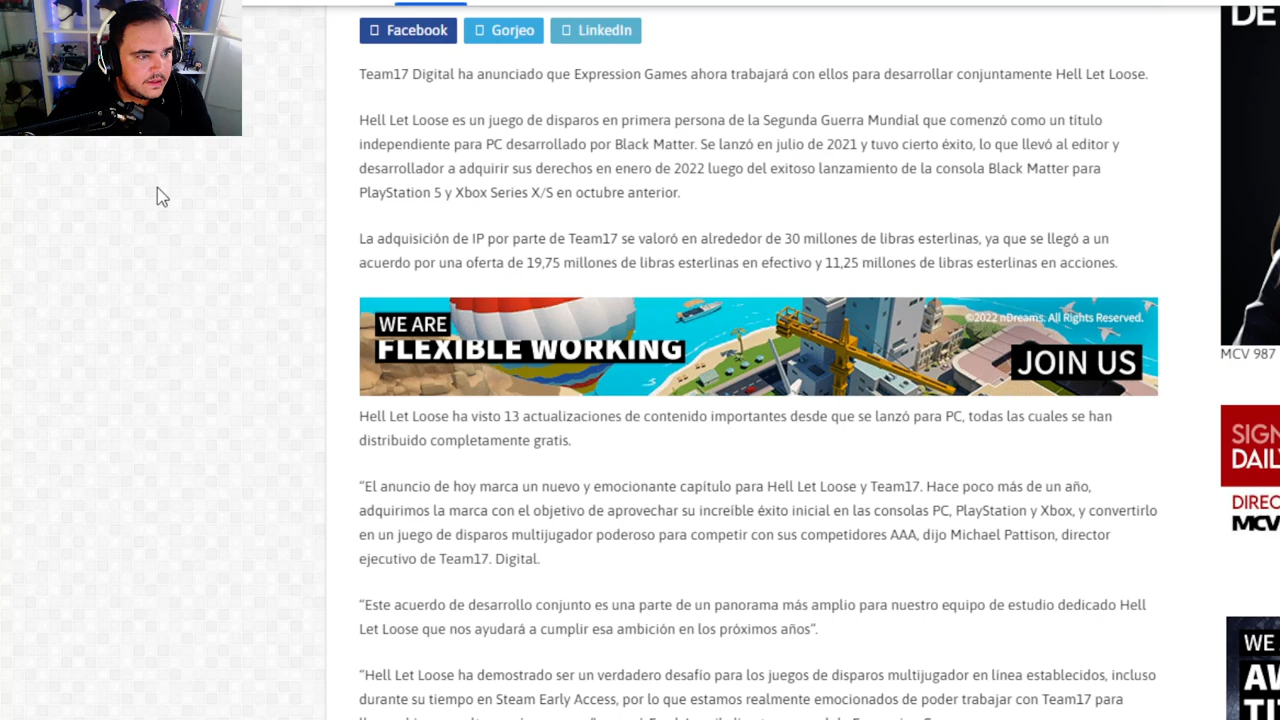 DE
Facebook
Gorjeo
LinkedIn
Team17 Digital ha anunciado que Expression Games ahora trabajará con ellos para desarrollar conjuntamente Hell Let Loose.
Hell Let Loose es un juego de disparos en primera persona de la Segunda Guerra Mundial que comenzó como un título
independiente para PC desarrollado por Black Matter. Se lanzó en julio de 2021 y tuvo cierto éxito, lo que llevó al editor y
desarrollador a adquirir sus derechos en enero de 2022 luego del exitoso lanzamiento de la consola Black Matter para
PlayStation 5 y Xbox Series X/S en octubre anterior.
La adquisición de IP por parte de Team17 se valoró en alrededor de 30 millones de libras esterlinas, ya que se llegó a un
acuerdo por una oferta de 19,75 millones de libras esterlinas en efectivo y 11,25 millones de libras esterlinas en acciones.
WE ARE
FLEXIBLE WORKING
©2022 nDreams. All Rights Reserved.
JOIN US
MCV 987
Hell Let Loose ha visto 13 actualizaciones de contenido importantes desde que se lanzó para PC, todas las cuales se han
distribuido completamente gratis.
SIGN
DAIL
“El anuncio de hoy marca un nuevo y emocionante capítulo para Hell Let Loose y Team17. Hace poco más de un año,
adquirimos la marca con el objetivo de aprovechar su increíble éxito inicial en las consolas PC, PlayStation y Xbox, y convertirlo
en un juego de disparos multijugador poderoso para competir con sus competidores AAA, dijo Michael Pattison, director
ejecutivo de Team17. Digital.
DIREC
MCV
“Este acuerdo de desarrollo conjunto es una parte de un panorama más amplio para nuestro equipo de estudio dedicado Hell
Let Loose que nos ayudará a cumplir esa ambición en los próximos años”.
“Hell Let Loose ha demostrado ser un verdadero desafío para los juegos de disparos multijugador en línea establecidos, incluso
durante su tiempo en Steam Early Access, por lo que estamos realmente emocionados de poder trabajar con Team17 para
WE
AW
TIT